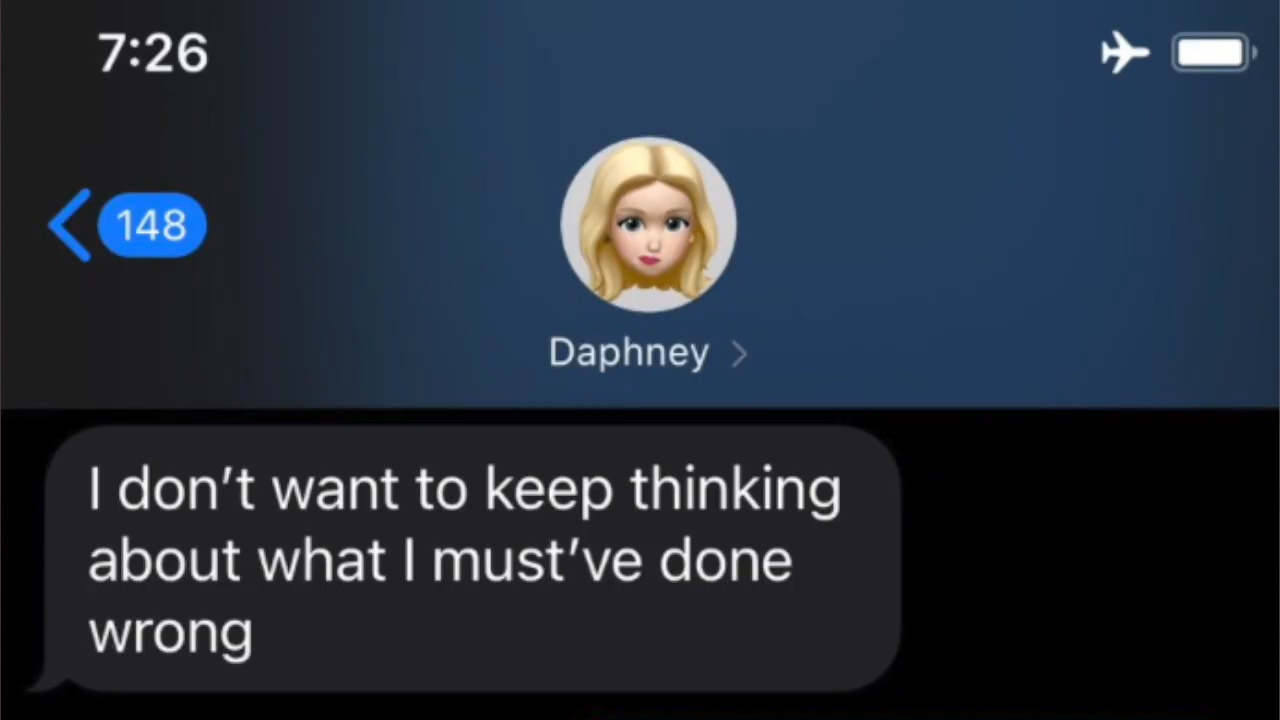 7:26
148
Daphney
I don’t want to keep thinking
about what I must’ve done
wrong